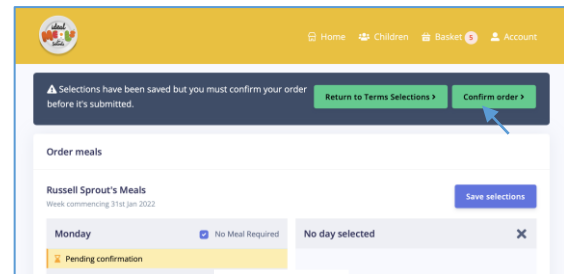 Home Children Basket 5 Account
Selections have been saved but you must confirm your order
before it's submitted.
Return to Terms Selections >
Confirm order >
Order meals
Russell Sprout's Meals
Week commencing 31st Jan 2022
Save selections
Monday
No Meal Required
No day selected
Pending confirmation